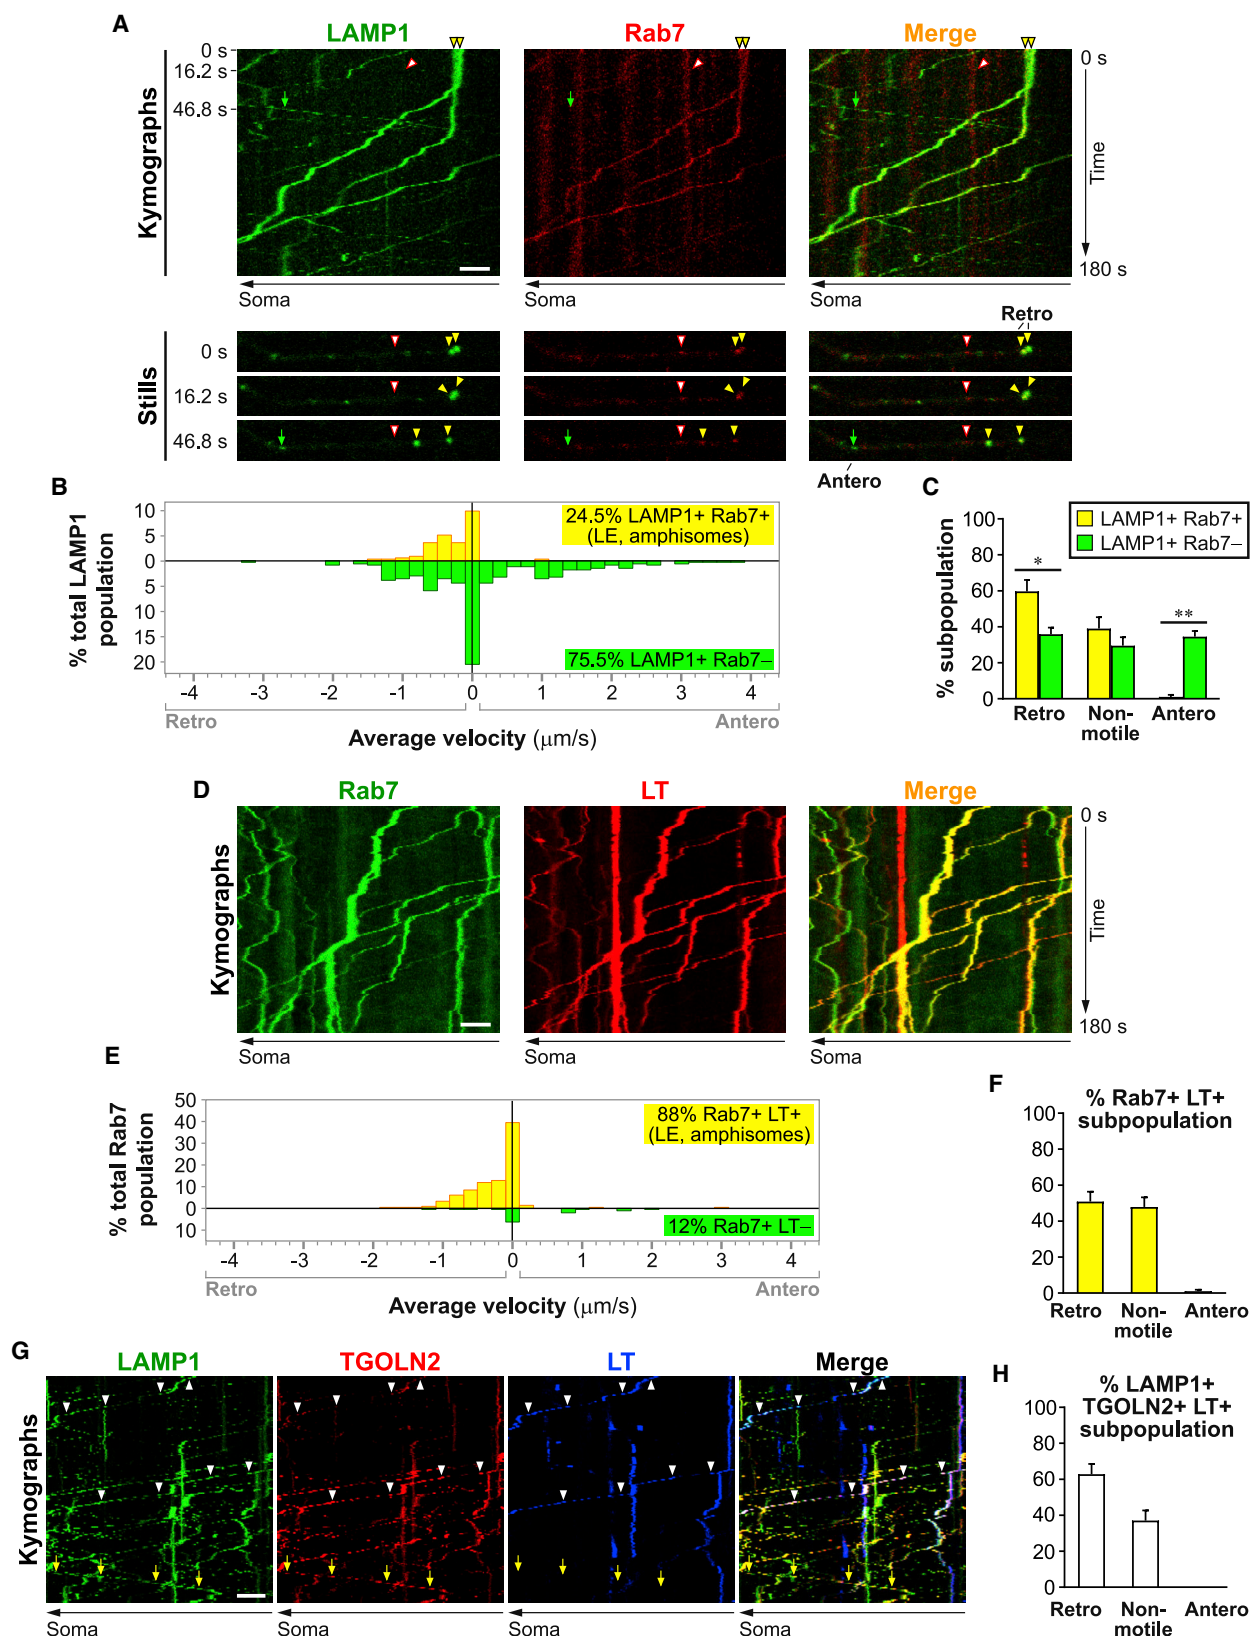 A
LAMP1
Rab7
Merge
Kymographs
0 s
16.2 s
46.8 s
0 s
Time
180 s
Soma
Soma
Soma
Retro
Stills
0 s
16.2 s
46.8 s
Antero
B
% total LAMP1
population
10
5
0
5
10
15
20
24.5% LAMP1+ Rab7+
(LE, amphisomes)
75.5% LAMP1+ Rab7–
-4 -3 -2 -1 0 1 2 3 4
Retro
Antero
Average velocity (μm/s)
C
LAMP1+ Rab7+
LAMP1+ Rab7–
% subpopulation
100
80
60
40
20
0
*
**
Retro
Non-
motile
Antero
D
Rab7
LT
Merge
Kymographs
0 s
Time
180 s
Soma
Soma
Soma
E
% total Rab7
population
50
40
30
20
10
0
10
88% Rab7+ LT+
(LE, amphisomes)
12% Rab7+ LT–
-4 -3 -2 -1 0 1 2 3 4
Retro
Antero
Average velocity (μm/s)
F
% Rab7+ LT+
subpopulation
100
80
60
40
20
0
Retro
Non-
motile
Antero
G
LAMP1
TGOLN2
LT
Merge
Kymographs
Soma
Soma
Soma
Soma
H
% LAMP1+
TGOLN2+ LT+
subpopulation
100
80
60
40
20
0
Retro
Non-
motile
Antero